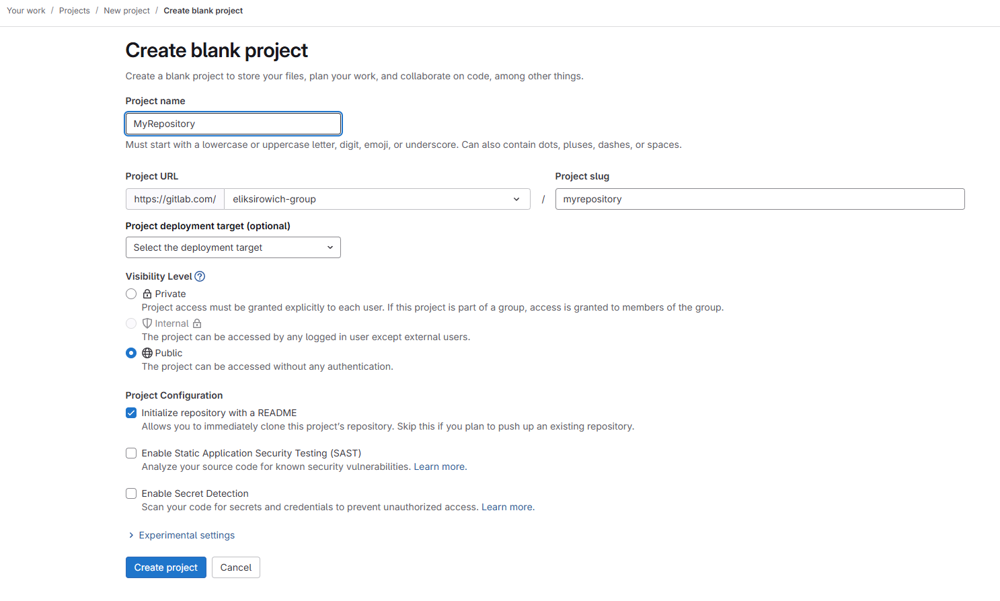 Your work / Projects / New project / Create blank project
Create blank project
Create a blank project to store your files, plan your work, and collaborate on code, among other things.
Project name
MyRepository
Must start with a lowercase or uppercase letter, digit, emoji, or underscore. Can also contain dots, pluses, dashes, or spaces.
Project URL
Project slug
https://gitlab.com/ eliksirowich-group / myrepository
Project deployment target (optional)
Select the deployment target
Visibility Level
Private
Project access must be granted explicitly to each user. If this project is part of a group, access is granted to members of the group.
Internal
The project can be accessed by any logged in user except external users.
Public
The project can be accessed without any authentication.
Project Configuration
Initialize repository with a README
Allows you to immediately clone this project's repository. Skip this if you plan to push up an existing repository.
Enable Static Application Security Testing (SAST)
Analyze your source code for known security vulnerabilities. Learn more.
Enable Secret Detection
Scan your code for secrets and credentials to prevent unauthorized access. Learn more.
Experimental settings
Create project Cancel